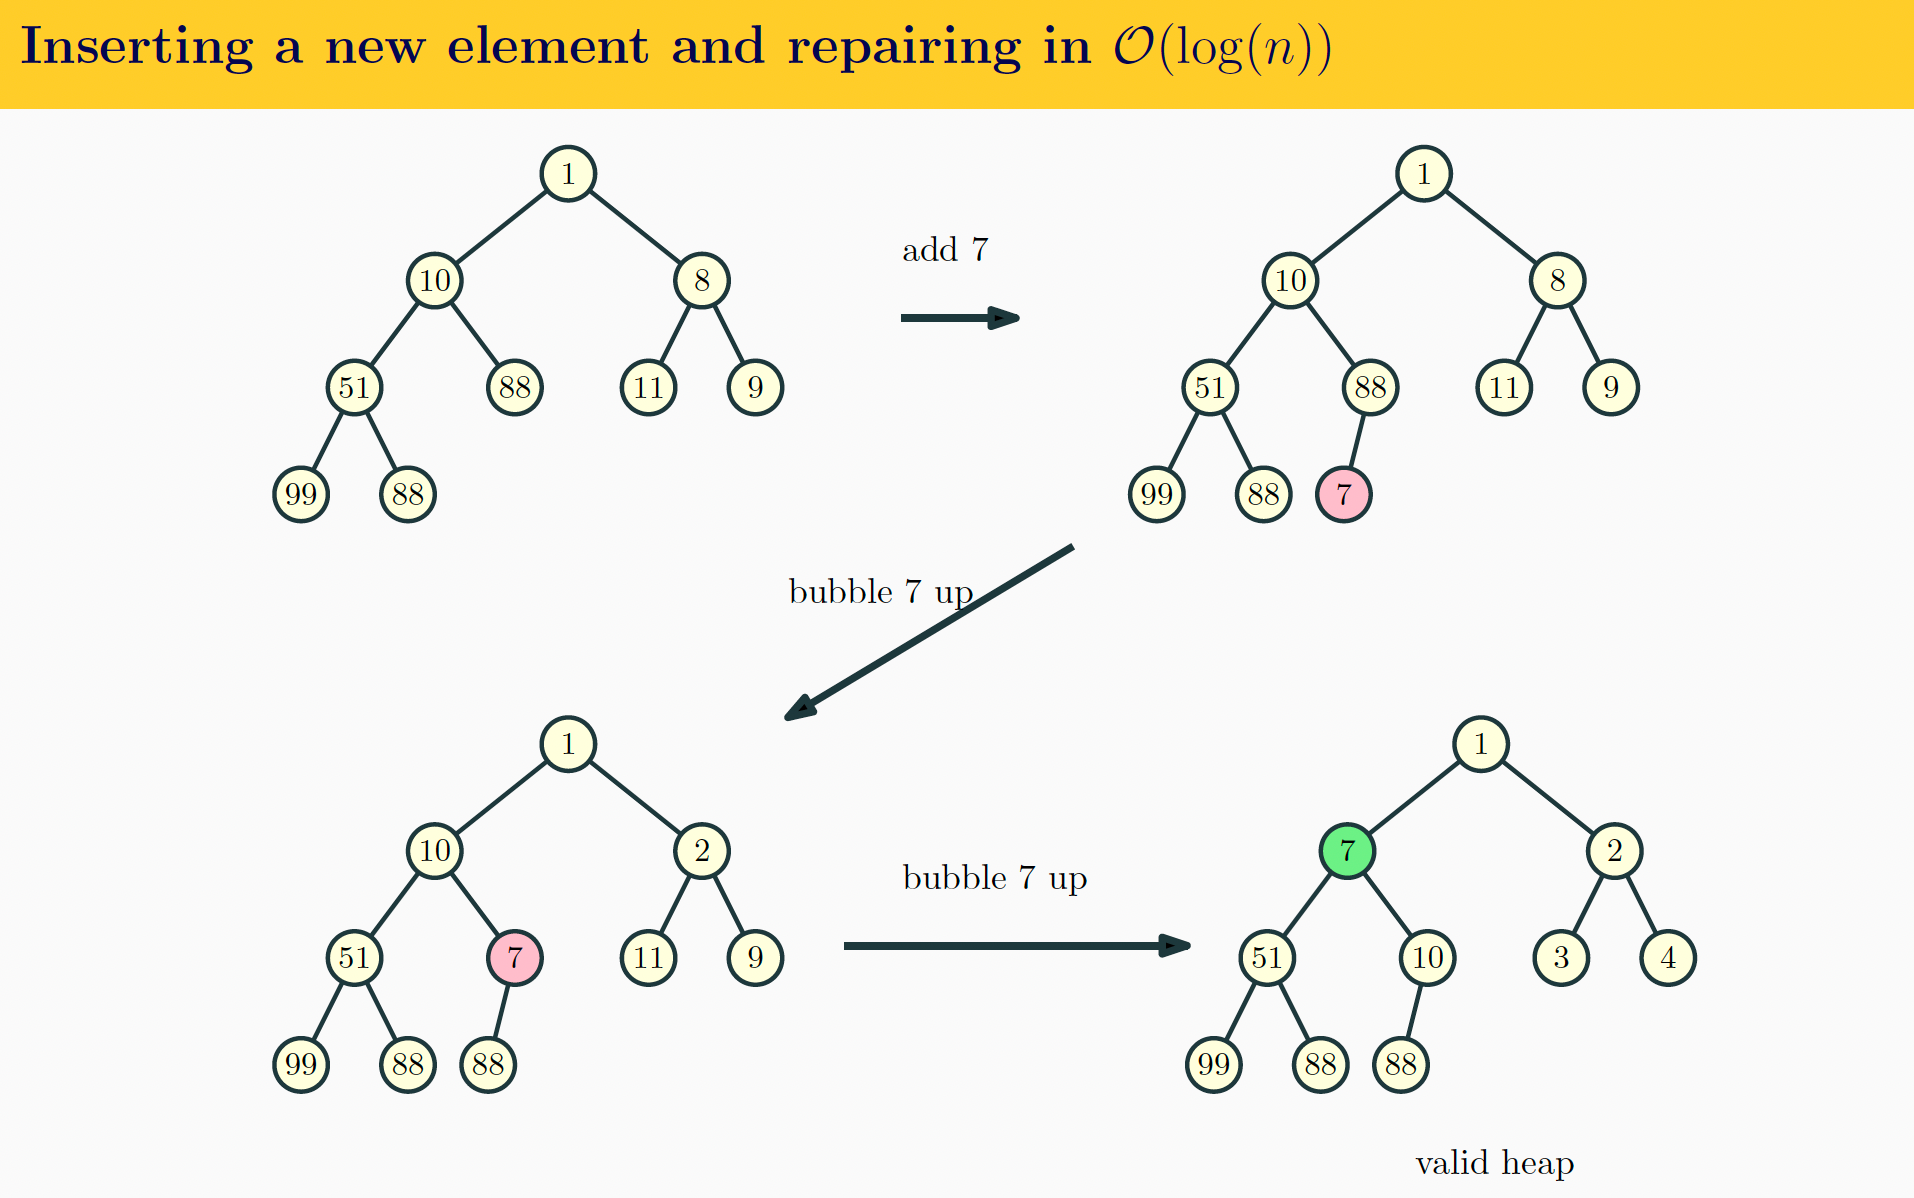 Inserting a new element and repairing in O(log(n))
1
10 8
51 88 11 9
99 88
add 7
1
10 8
51 88 11 9
99 88 7
bubble 7 up
1
10 2
51 7 11 9
99 88 88
bubble 7 up
1
7 2
51 10 3 4
99 88 88
valid heap